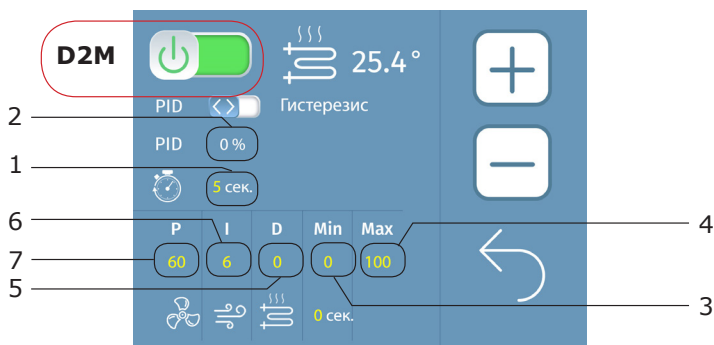 D2M
25.4°
PID < > Гистерезис
2
PID 0 %
1
5 сек.
6
P I D Min Max
4
7
60 6 0 0 100
5
3
0 сек.